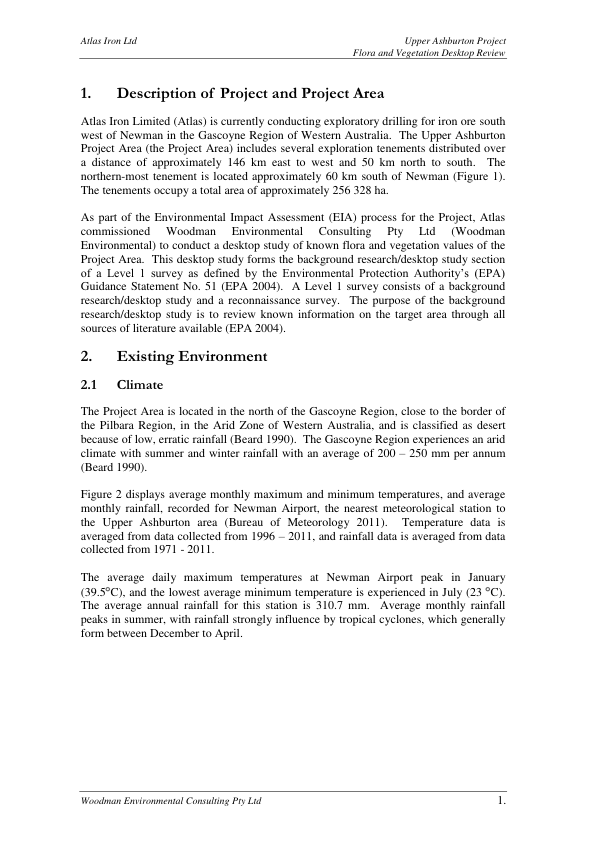 Atlas Iron Ltd Upper Ashburton Project
Flora and Vegetation Desktop Review
1. Description of Project and Project Area
Atlas Iron Limited (Atlas) is currently conducting exploratory drilling for iron ore south
west of Newman in the Gascoyne Region of Western Australia. The Upper Ashburton
Project Area (the Project Area) includes several exploration tenements distributed over
a distance of approximately 146 km east to west and 50 km north to south. The
northern-most tenement is located approximately 60 km south of Newman (Figure 1).
The tenements occupy a total area of approximately 256 328 ha.
As part of the Environmental Impact Assessment (EIA) process for the Project, Atlas
commissioned Woodman Environmental Consulting Pty Ltd (Woodman
Environmental) to conduct a desktop study of known flora and vegetation values of the
Project Area. This desktop study forms the background research/desktop study section
of a Level 1 survey as defined by the Environmental Protection Authority's (EPA)
Guidance Statement No. 51 (EPA 2004). A Level 1 survey consists of a background
research/desktop study and a reconnaissance survey. The purpose of the background
research/desktop study is to review known information on the target area through all
sources of literature available (EPA 2004).
2. Existing Environment
2.1 Climate
The Project Area is located in the north of the Gascoyne Region, close to the border of
the Pilbara Region, in the Arid Zone of Western Australia, and is classified as desert
because of low, erratic rainfall (Beard 1990). The Gascoyne Region experiences an arid
climate with summer and winter rainfall with an average of 200 – 250 mm per annum
(Beard 1990).
Figure 2 displays average monthly maximum and minimum temperatures, and average
monthly rainfall, recorded for Newman Airport, the nearest meteorological station to
the Upper Ashburton area (Bureau of Meteorology 2011). Temperature data is
averaged from data collected from 1996 – 2011, and rainfall data is averaged from data
collected from 1971 - 2011.
The average daily maximum temperatures at Newman Airport peak in January
(39.5°C), and the lowest average minimum temperature is experienced in July (23 °C).
The average annual rainfall for this station is 310.7 mm. Average monthly rainfall
peaks in summer, with rainfall strongly influence by tropical cyclones, which generally
form between December to April.
Woodman Environmental Consulting Pty Ltd 1.